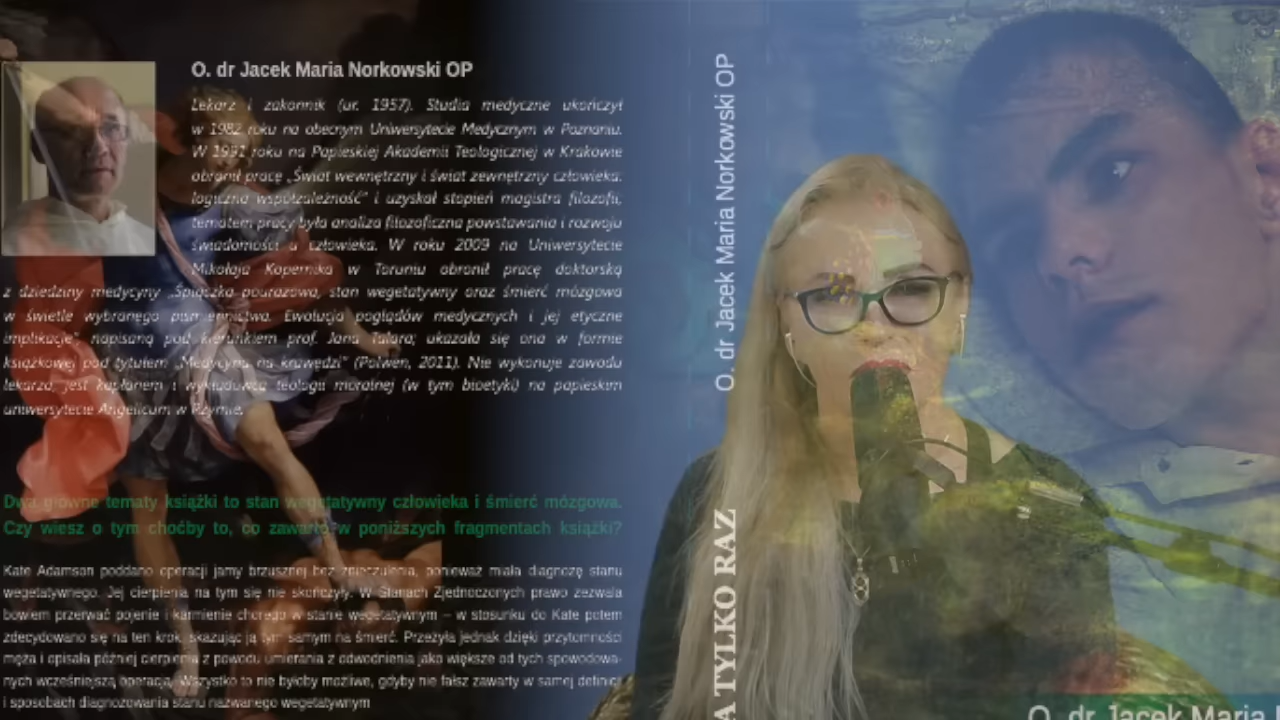 O. dr Jacek Maria Norkowski OP
Lekarz i zakonnik (ur. 1957). Studia medyczne ukończył
w 1982 roku na obecnym Uniwersytecie Medycznym w Poznaniu.
W 1991 roku na Papieskiej Akademii Teologicznej w Krakowie
obronił pracę „Świat wewnętrzny i świat zewnętrzny człowieka:
logiczna współzależność” i uzyskał stopień magistra filozofii,
tematem pracy była analiza filozoficzna powstawania i rozwoju
świadomości u człowieka. W roku 2009 na Uniwersytecie
Mikołaja Kopernika w Toruniu obronił pracę doktorską
z dziedziny medycyny „Śpiączka pourazowa, stan wegetatywny oraz śmierć mózgowa
w świetle wybranego piśmiennictwa. Ewolucja poglądów medycznych i jej etyczne
implikacje”, napisaną pod kierunkiem prof. Jana Talara; ukazała się ona w formie
książkowej pod tytułem „Medycyna na krawędzi” (Polwen, 2011). Nie wykonuje zawodu
lekarza, jest kapłanem i wykładowcą teologii moralnej (w tym bioetyki) na papieskim
uniwersytecie Angelicum w Rzymie.
Dwa główne tematy książki to stan wegetatywny człowieka i śmierć mózgowa.
Czy wiesz o tym choćby to, co zawarto w poniższych fragmentach książki?
Kate Adamson poddano operacji jamy brzusznej bez znieczulenia, ponieważ miała diagnozę stanu
wegetatywnego. Jej cierpienia na tym się nie skończyły. W Stanach Zjednoczonych prawo zezwala
bowiem przerwać pojenie i karmienie chorego w stanie wegetatywnym – w stosunku do Kate potem
zdecydowano się na ten krok, skazując ją tym samym na śmierć. Przeżyła jednak dzięki przytomności
męża i opisała później cierpienia z powodu umierania z odwodnienia jako większe od tych spowodowa-
nych wcześniejszą operacją. Wszystko to nie byłoby możliwe, gdyby nie fałsz zawarty w samej definicji
i sposobach diagnozowania stanu nazwanego wegetatywnym
O. dr Jacek Maria Norkowski OP
A TYLKO RAZ
O. dr Jacek Maria